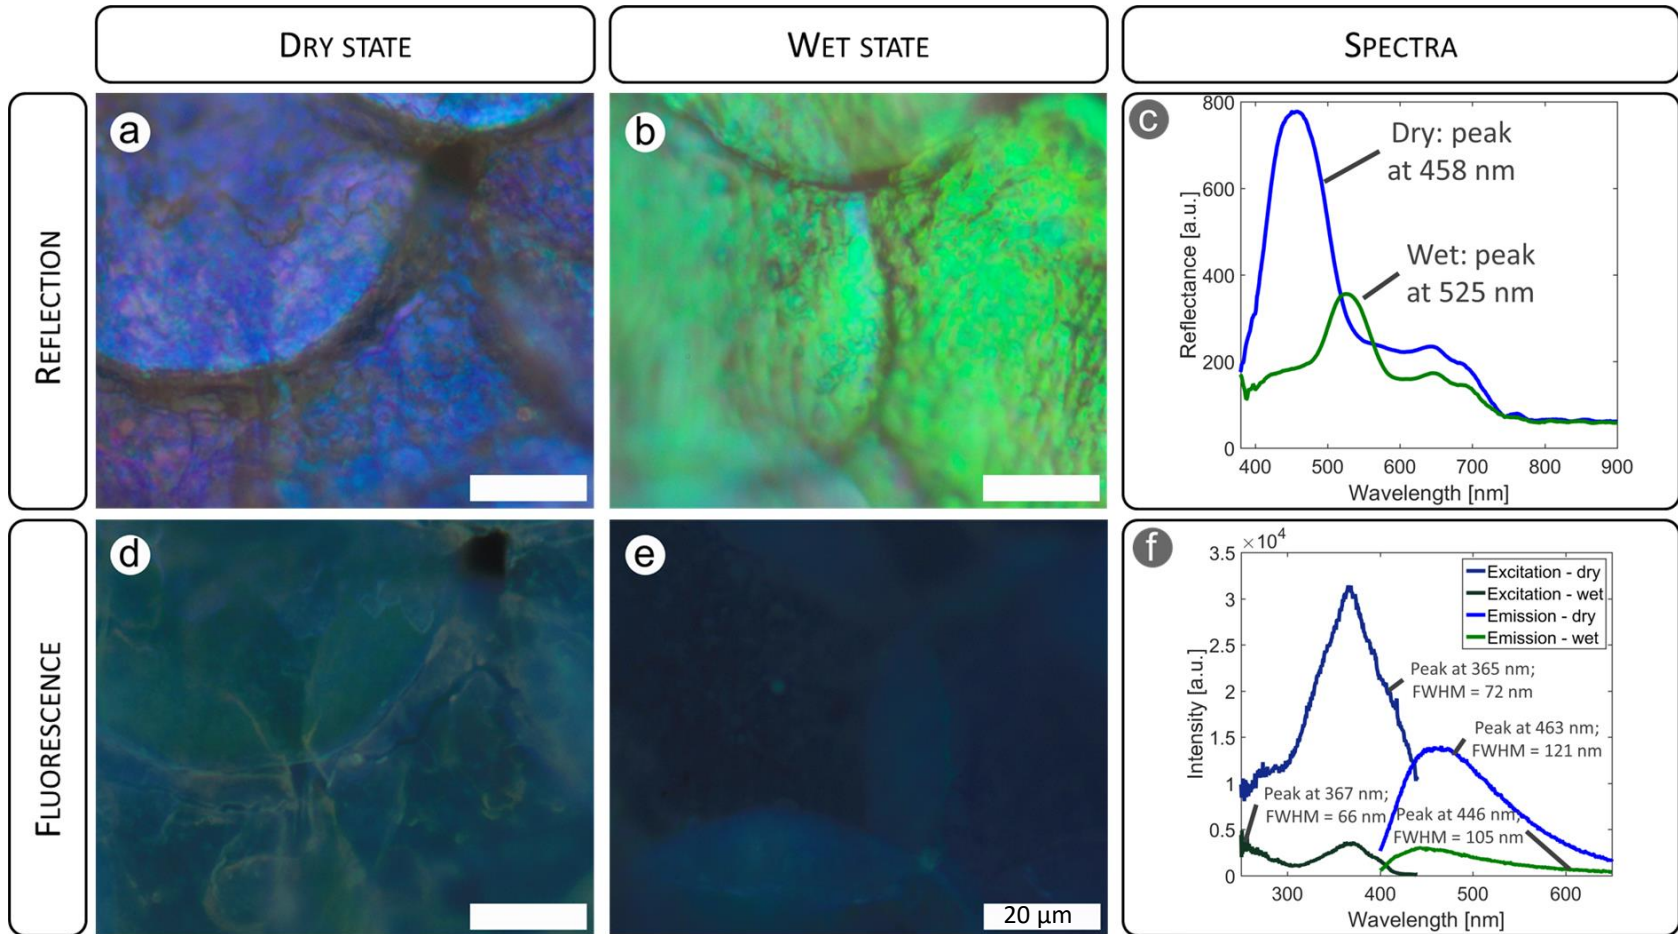 DRY STATE
WET STATE
SPECTRA
REFLECTION
a
b
c
800
600
400
200
0
Reflectance [a.u.]
Dry: peak
at 458 nm
Wet: peak
at 525 nm
400 500 600 700 800 900
Wavelength [nm]
FLUORESCENCE
d
e
20 µm
f
×10⁴
3.5
3
2.5
2
1.5
1
0.5
0
Intensity [a.u.]
Excitation - dry
Excitation - wet
Emission - dry
Emission - wet
Peak at 365 nm;
FWHM = 72 nm
Peak at 463 nm;
FWHM = 121 nm
Peak at 367 nm;
FWHM = 66 nm
Peak at 446 nm;
FWHM = 105 nm
300 400 500 600
Wavelength [nm]